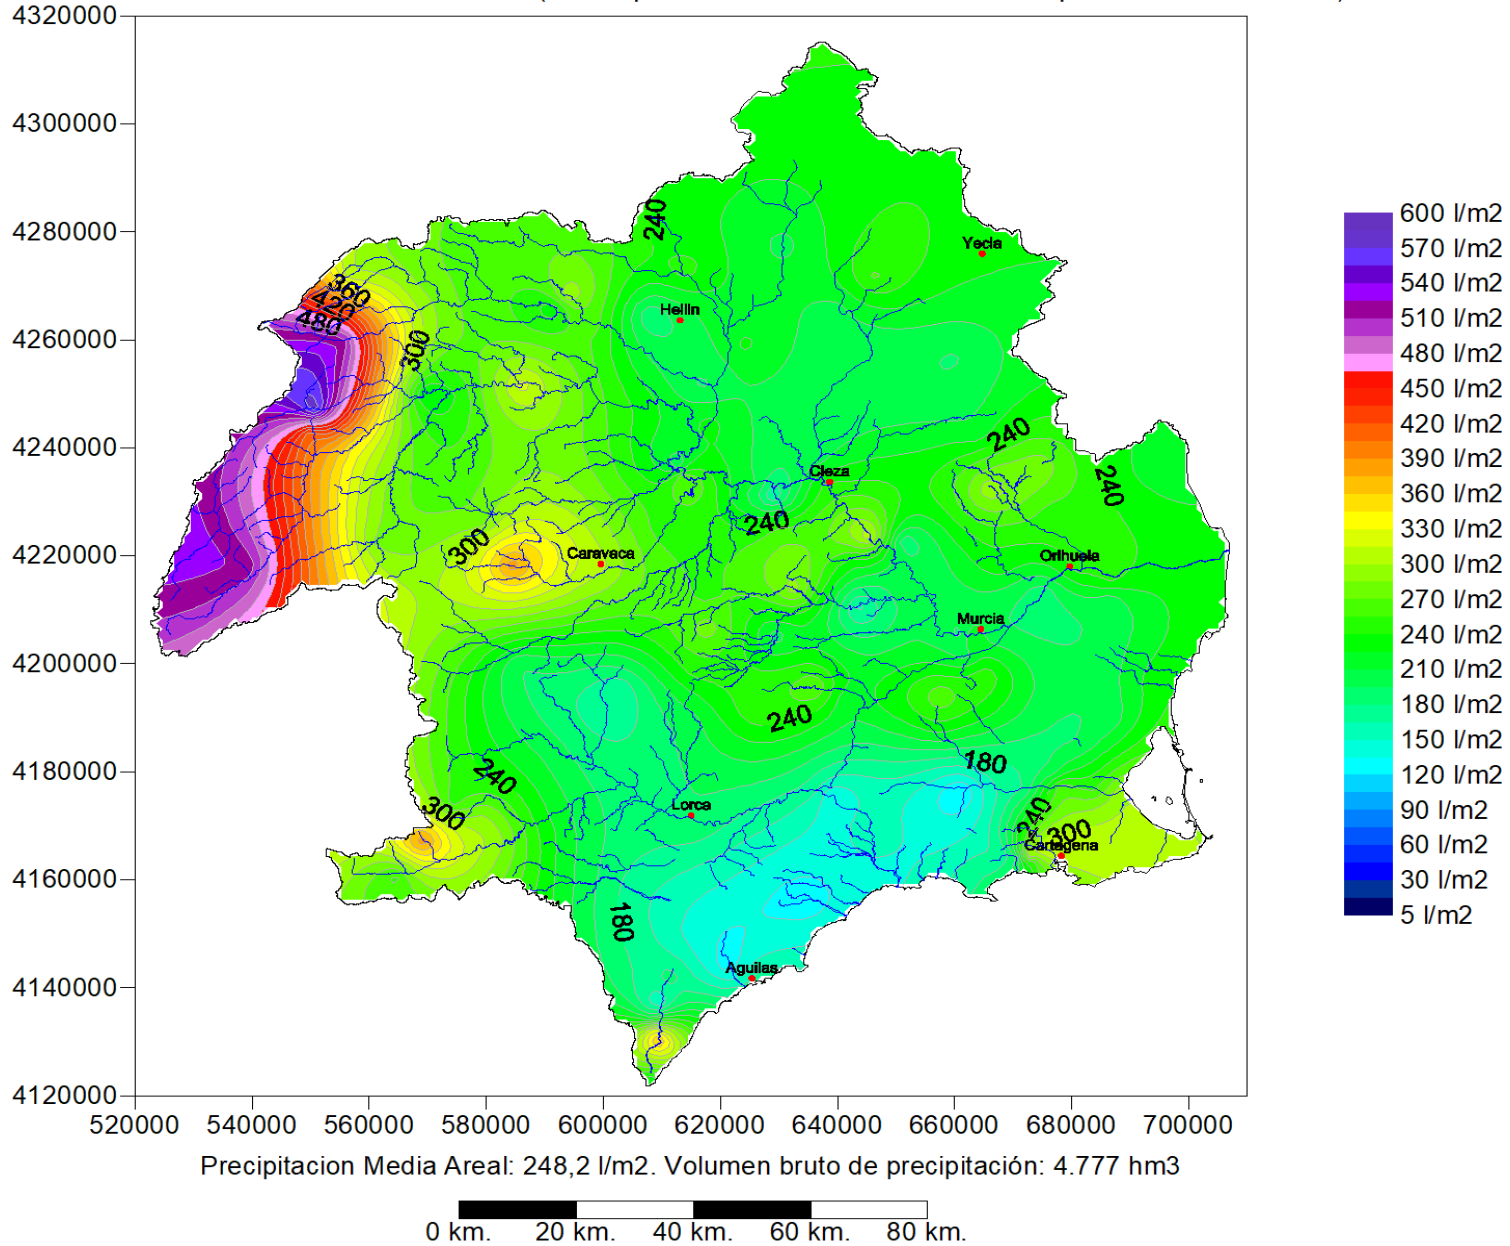 4320000
4300000
4280000
4260000
4240000
4220000
4200000
4180000
4160000
4140000
4120000
520000 540000 560000 580000 600000 620000 640000 660000 680000 700000
240
Yecla
360
420
480
Hellin
300
240
240
Cieza
240
300
Caravaca
Orihuela
Murcia
240
180
240
300
Lorca
240
300
Cartagena
180
Aguilas
600 l/m2
570 l/m2
540 l/m2
510 l/m2
480 l/m2
450 l/m2
420 l/m2
390 l/m2
360 l/m2
330 l/m2
300 l/m2
270 l/m2
240 l/m2
210 l/m2
180 l/m2
150 l/m2
120 l/m2
90 l/m2
60 l/m2
30 l/m2
5 l/m2
Precipitacion Media Areal: 248,2 l/m2. Volumen bruto de precipitación: 4.777 hm3
0 km. 20 km. 40 km. 60 km. 80 km.